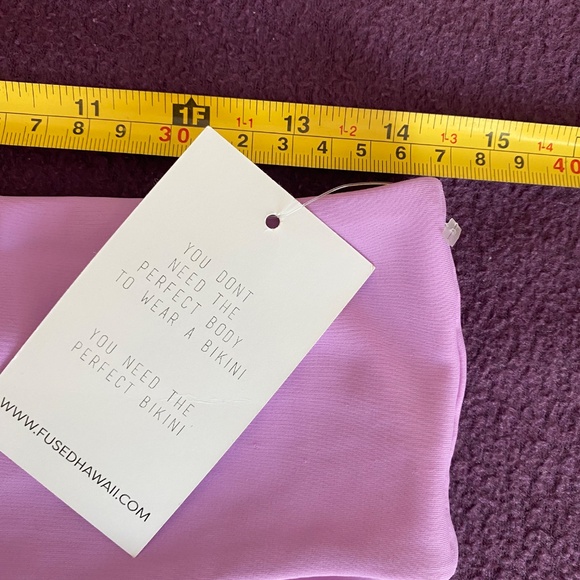 11 1F 13 1-2 14 1-3 15 1-4
7 8 9 30 1 2 3 4 5 6 7 8 9 40
YOU DONT
NEED THE
PERFECT BODY
TO WEAR A BIKINI
YOU NEED THE
PERFECT BIKINI
WWW.FUSEDHAWAII.COM